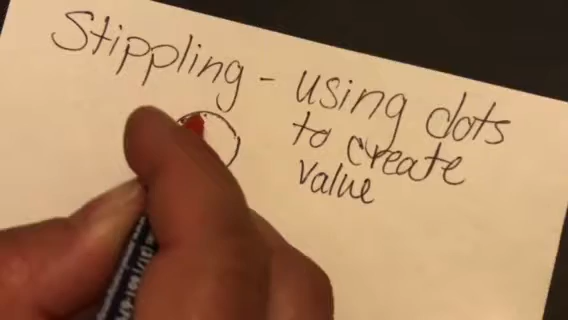 Stippling - using dots
to create
value